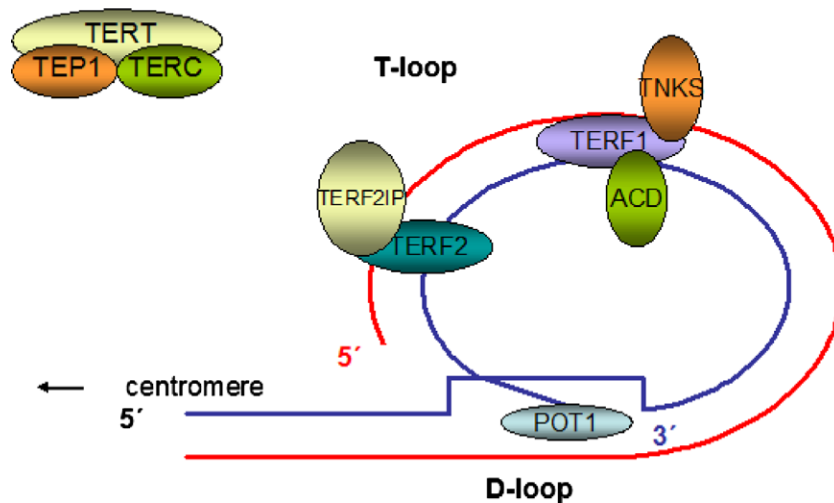 TERT
TEP1 TERC
T-loop
TNKS
TERF1
ACD
TERF2IP
TERF2
5´
centromere
5´
POT1
3´
D-loop